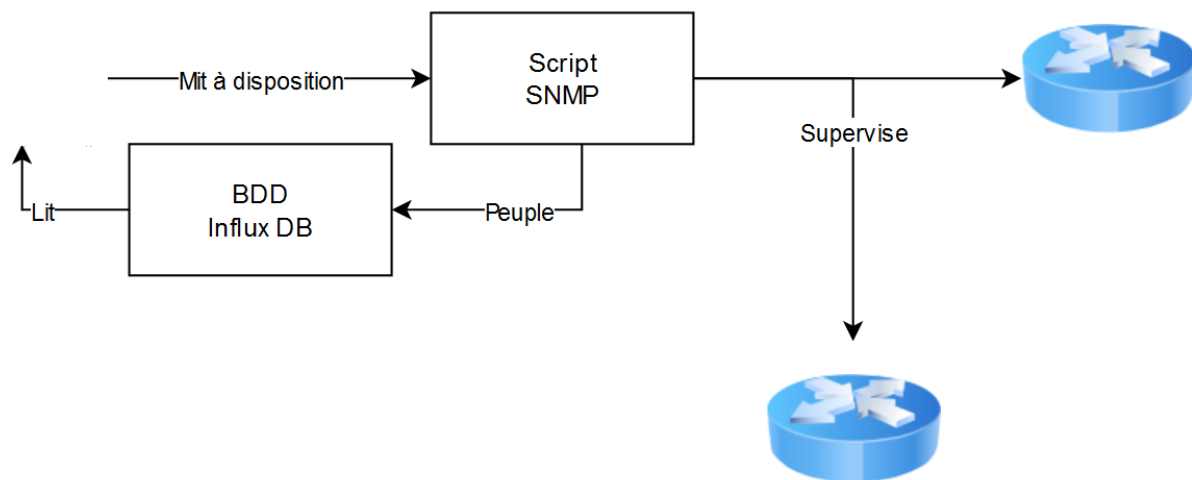 Mit à disposition
Script
SNMP
Supervise
Lit
BDD
Influx DB
Peuple